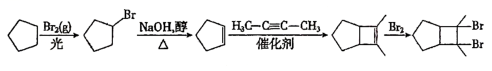 Br₂(g)
光
Br
NaOH,醇
△
H₃C—C≡C—CH₃
催化剂
Br₂
Br
Br